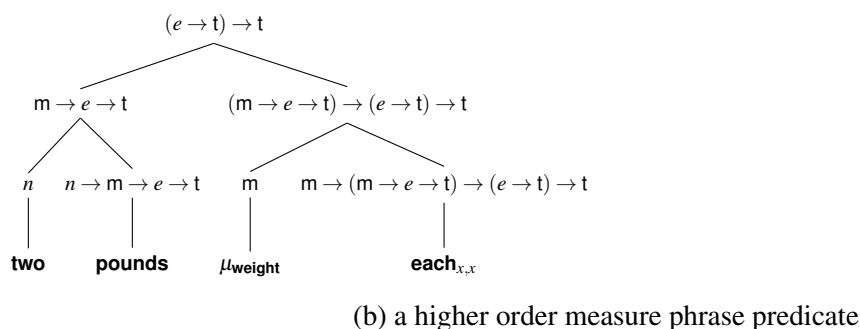 (e → t) → t
m → e → t (m → e → t) → (e → t) → t
n n → m → e → t m m → (m → e → t) → (e → t) → t
two pounds μweight eachx,x
(b) a higher order measure phrase predicate